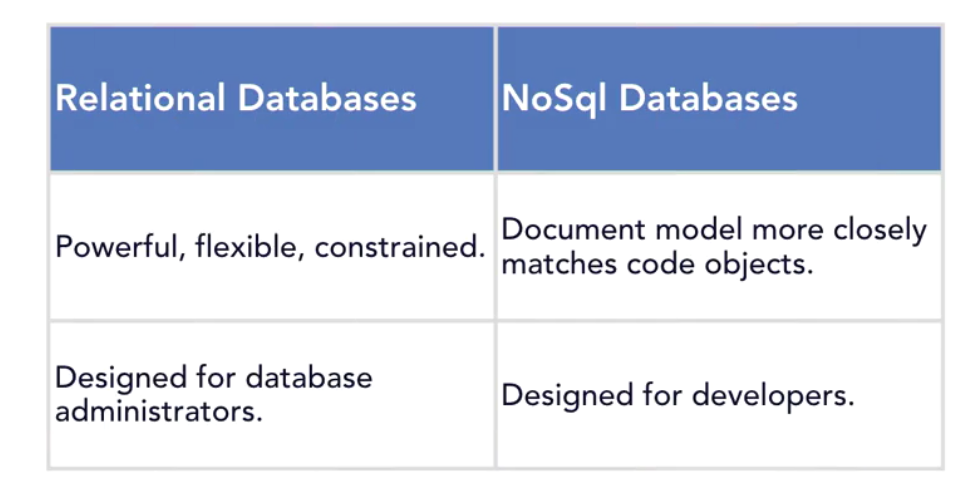 Relational Databases
NoSql Databases
Powerful, flexible, constrained.
Document model more closely
matches code objects.
Designed for database
administrators.
Designed for developers.